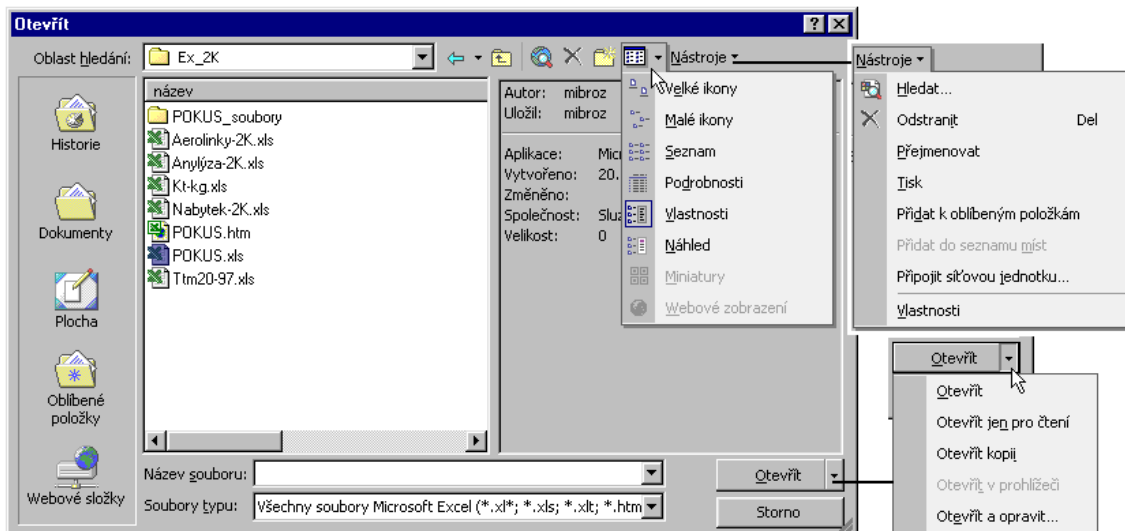 Otevřít
Oblast hledání:
Ex_2K
Nástroje
Historie
Dokumenty
Plocha
Oblíbené
položky
Webové složky
název
POKUS_soubory
Aerolinky-2K.xls
Anylýza-2K.xls
Kt-kg.xls
Nabytek-2K.xls
POKUS.htm
POKUS.xls
Ttm20-97.xls
Autor: mibroz
Uložil: mibroz
Aplikace:
Vytvořeno: 20.
Změněno:
Společnost:
Velikost: 0
Velké ikony
Malé ikony
Seznam
Podrobnosti
Vlastnosti
Náhled
Miniatury
Webové zobrazení
Název souboru:
Soubory typu: Všechny soubory Microsoft Excel (*.xl*; *.xls; *.xlt; *.htm
Otevřít
Storno
Nástroje
Hledat...
Odstranit Del
Přejmenovat
Tisk
Přidat k oblíbeným položkám
Přidat do seznamu míst
Připojit síťovou jednotku...
Vlastnosti
Otevřít
Otevřít
Otevřít jen pro čtení
Otevřít kopii
Otevřít v prohlížeči
Otevřít a opravit...